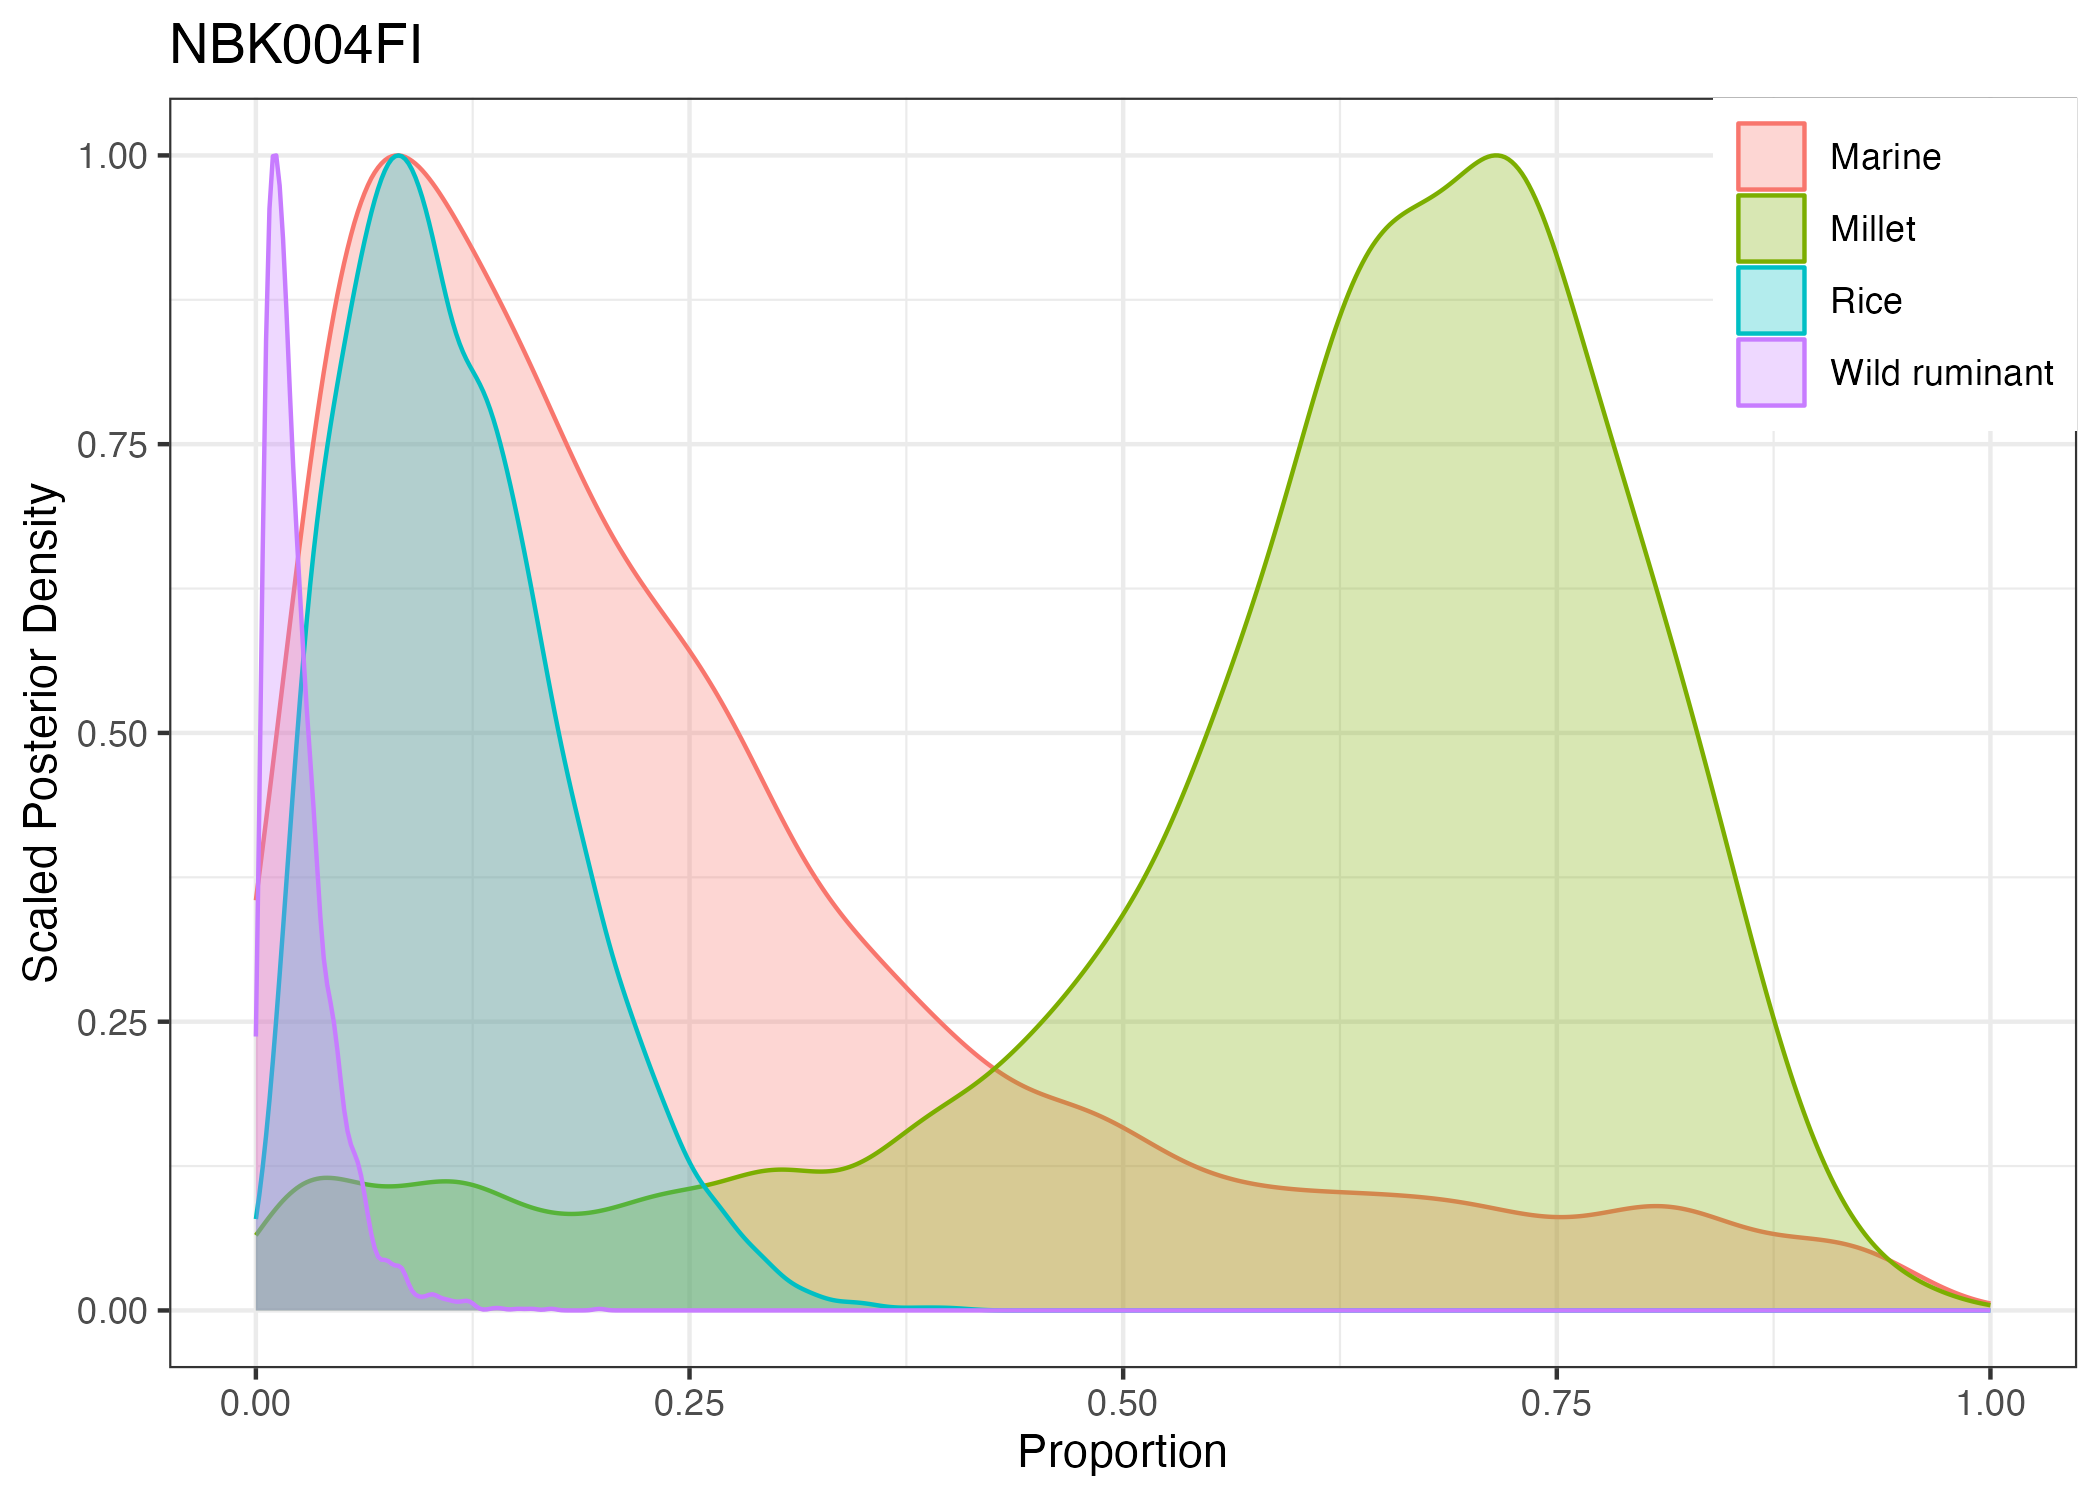 NBK004FI
Marine
Millet
Rice
Wild ruminant
Scaled Posterior Density
1.00
0.75
0.50
0.25
0.00
0.00 0.25 0.50 0.75 1.00
Proportion